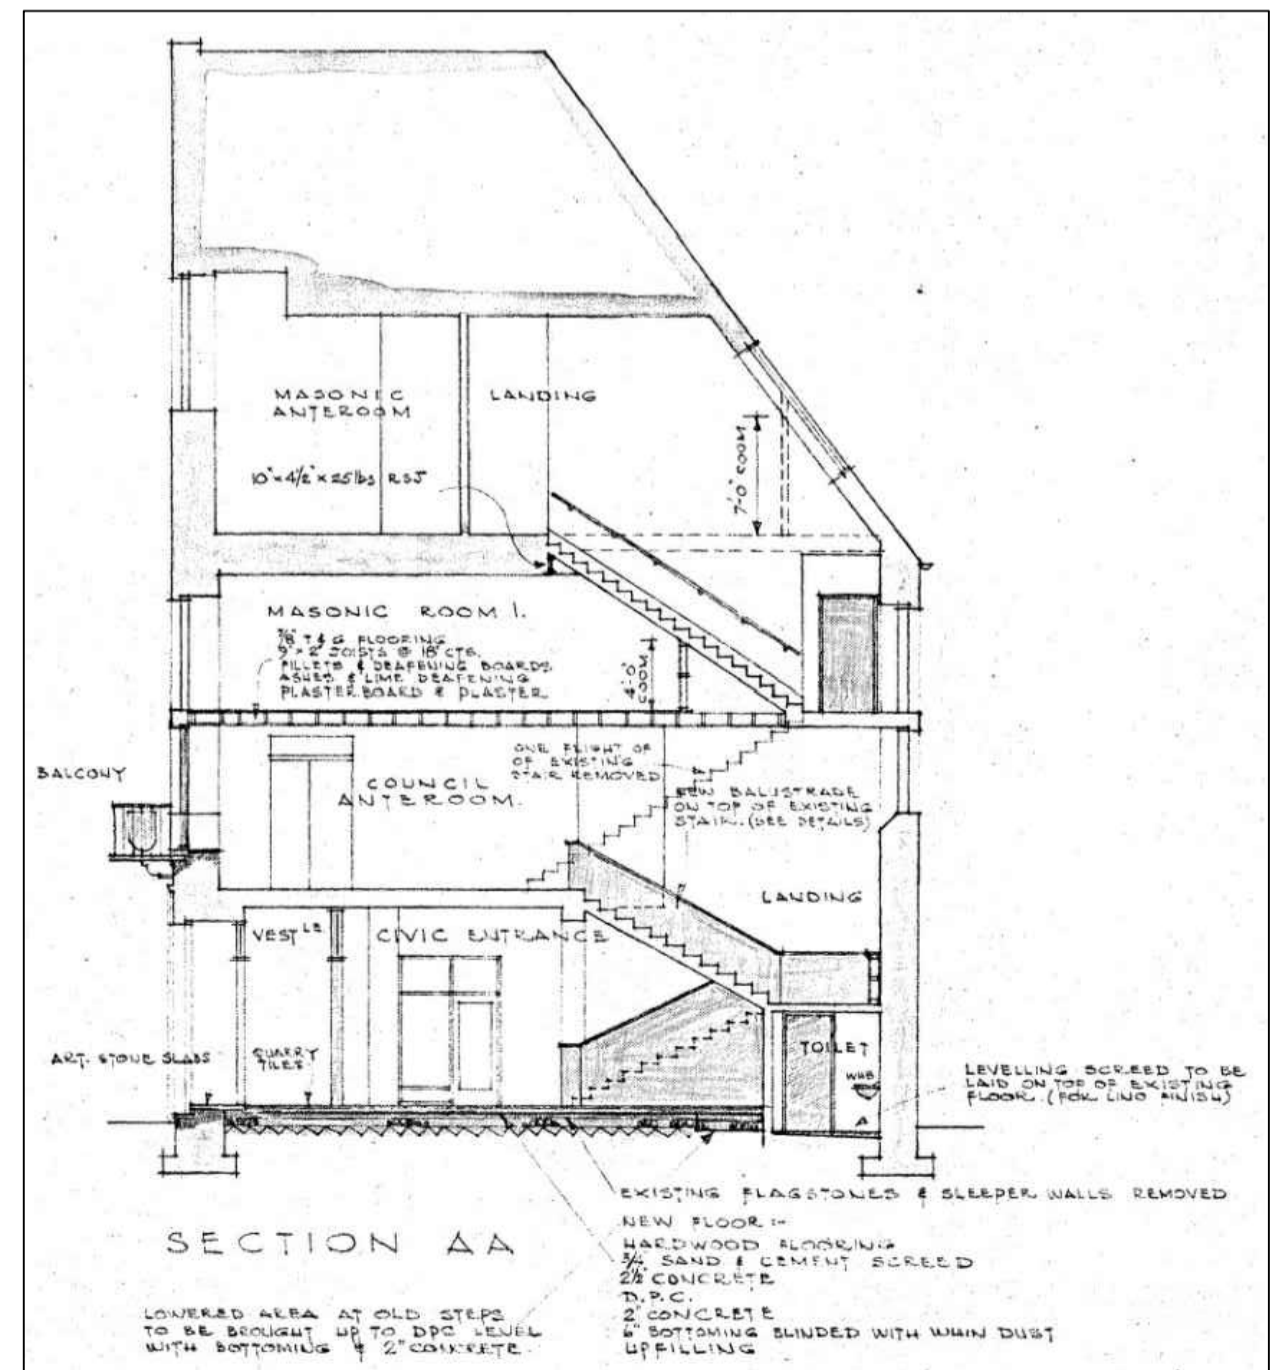 MASONIC
ANTEROOM
LANDING
7'-0" COOM
10" × 4½" × 25 lbs RSJ
MASONIC ROOM 1.
⅞" T & G FLOORING
9" × 2" JOISTS @ 18" CTS.
FILLETS & DEAFENING BOARDS
ASHES & LIME DEAFENING
PLASTERBOARD & PLASTER
4'-0"
COOM
BALCONY
COUNCIL
ANTEROOM.
ONE FLIGHT OF
OF EXISTING
STAIR REMOVED
NEW BALUSTRADE
ON TOP OF EXISTING
STAIR. (SEE DETAILS)
LANDING
VEST LE
CIVIC ENTRANCE
ART. STONE SLABS
QUARRY
TILES
TOILET
WHB
A
LEVELLING SCREED TO BE
LAID ON TOP OF EXISTING
FLOOR. (FOR LINO FINISH)
EXISTING FLAGSTONES & SLEEPER WALLS REMOVED
SECTION AA
NEW FLOOR :-
HARDWOOD FLOORING
¾" SAND & CEMENT SCREED
2½" CONCRETE
D.P.C.
2" CONCRETE
6" BOTTOMING BLINDED WITH WHIN DUST
UPFILLING
LOWERED AREA AT OLD STEPS
TO BE BROUGHT UP TO DPC LEVEL
WITH BOTTOMING & 2" CONCRETE